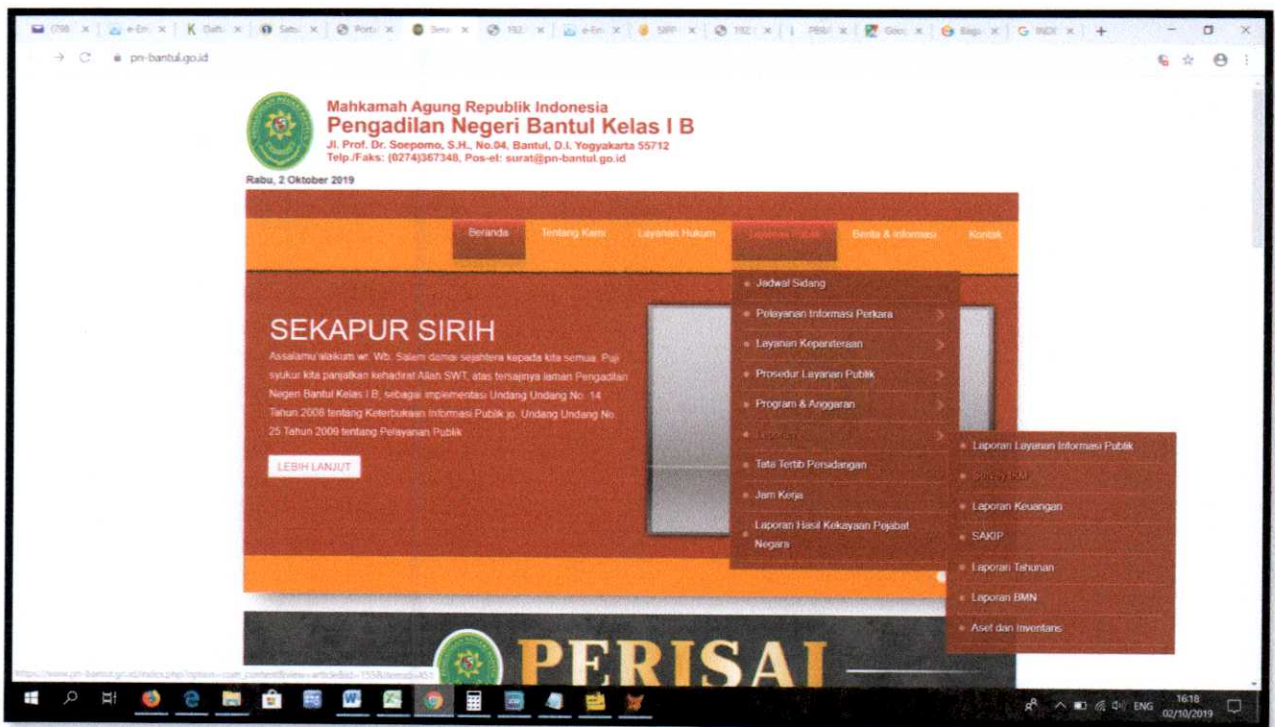 pn-bantul.go.id
Mahkamah Agung Republik Indonesia
Pengadilan Negeri Bantul Kelas I B
Jl. Prof. Dr. Soepomo, S.H., No.04, Bantul, D.I. Yogyakarta 55712
Telp./Faks: (0274)367348, Pos-el: surat@pn-bantul.go.id
Rabu, 2 Oktober 2019
Beranda Tentang Kami Layanan Hukum Layanan Publik Berita & Informasi Kontak
Jadwal Sidang
Pelayanan Informasi Perkara
Layanan Kepaniteraan
Prosedur Layanan Publik
Program & Anggaran
Laporan
Tata Tertib Persidangan
Jam Kerja
Laporan Hasil Kekayaan Pejabat
Negara
Laporan Layanan Informasi Publik
Survey IKM
Laporan Keuangan
SAKIP
Laporan Tahunan
Laporan BMN
Aset dan Inventaris
SEKAPUR SIRIH
Assalamu'alaikum wr. Wb. Salam damai sejahtera kepada kita semua. Puji
syukur kita panjatkan kehadirat Allah SWT, atas tersajinya laman Pengadilan
Negeri Bantul Kelas I B, sebagai implementasi Undang Undang No. 14
Tahun 2008 tentang Keterbukaan Informasi Publik jo. Undang Undang No.
25 Tahun 2009 tentang Pelayanan Publik
LEBIH LANJUT
PERISAI
ENG
16:18
02/10/2019